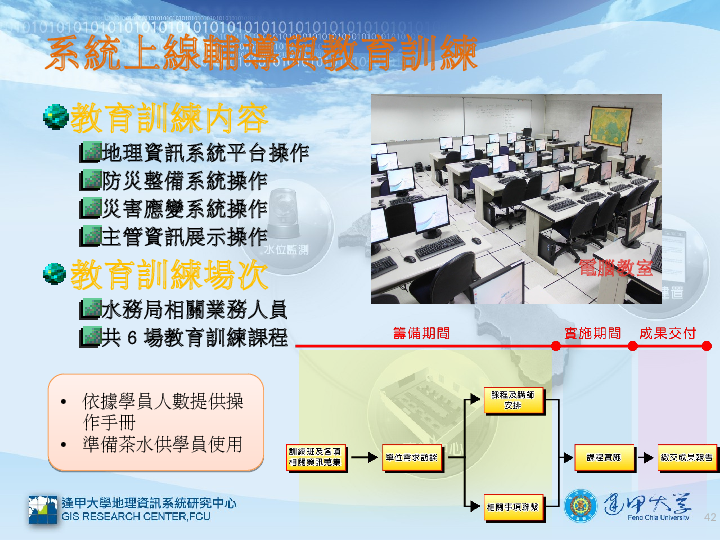 系統上線輔導與教育訓練
教育訓練內容
地理資訊系統平台操作
防災整備系統操作
災害應變系統操作
主管資訊展示操作
水位監測
電腦教室
教育訓練場次
水務局相關業務人員
共 6 場教育訓練課程
籌備期間
實施期間
成果交付
• 依據學員人數提供操
作手冊
• 準備茶水供學員使用
訓練班及各項
相關資訊蒐集
單位需求訪談
課程及講師
安排
相關事項聯繫
課程實施
繳交成果報告
逢甲大學地理資訊系統研究中心
GIS RESEARCH CENTER,FCU
逢甲大學
Feng Chia University
42